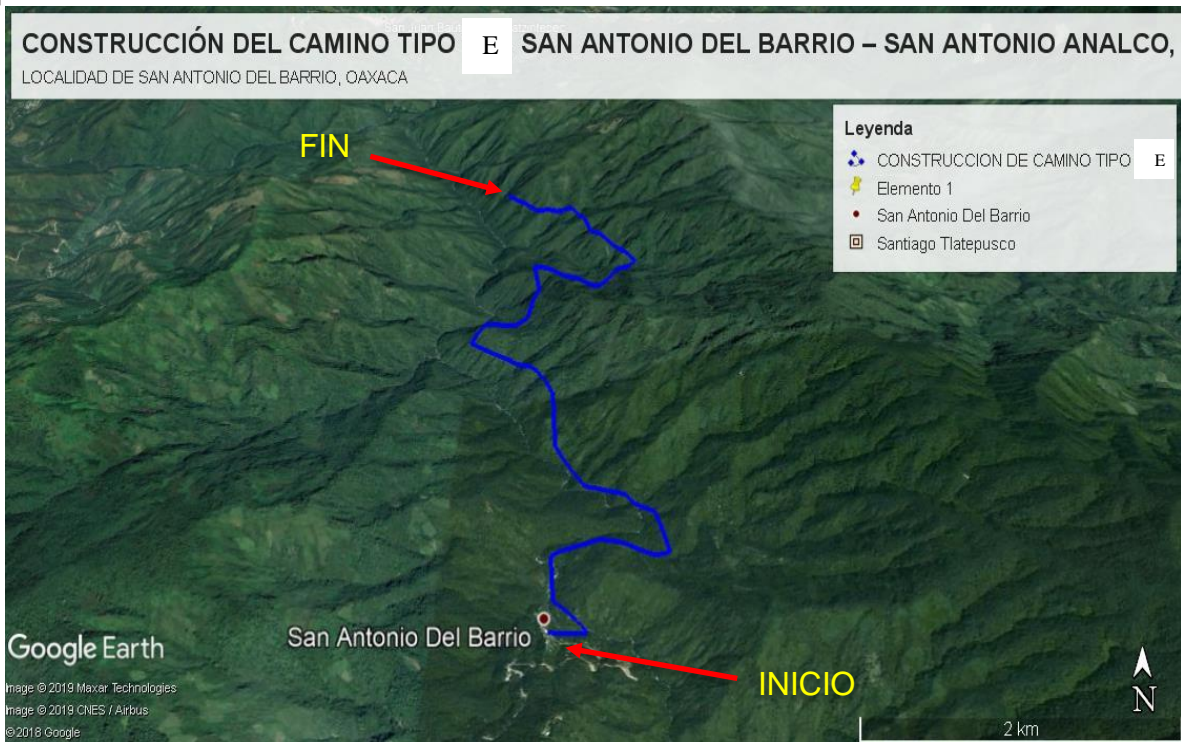 CONSTRUCCIÓN DEL CAMINO TIPO E SAN ANTONIO DEL BARRIO – SAN ANTONIO ANALCO,
LOCALIDAD DE SAN ANTONIO DEL BARRIO, OAXACA
Leyenda
CONSTRUCCION DE CAMINO TIPO E
Elemento 1
San Antonio Del Barrio
Santiago Tlatepusco
FIN
San Antonio Del Barrio
INICIO
Google Earth
Image © 2019 Maxar Technologies
Image © 2019 CNES / Airbus
©2018 Google
N
2 km